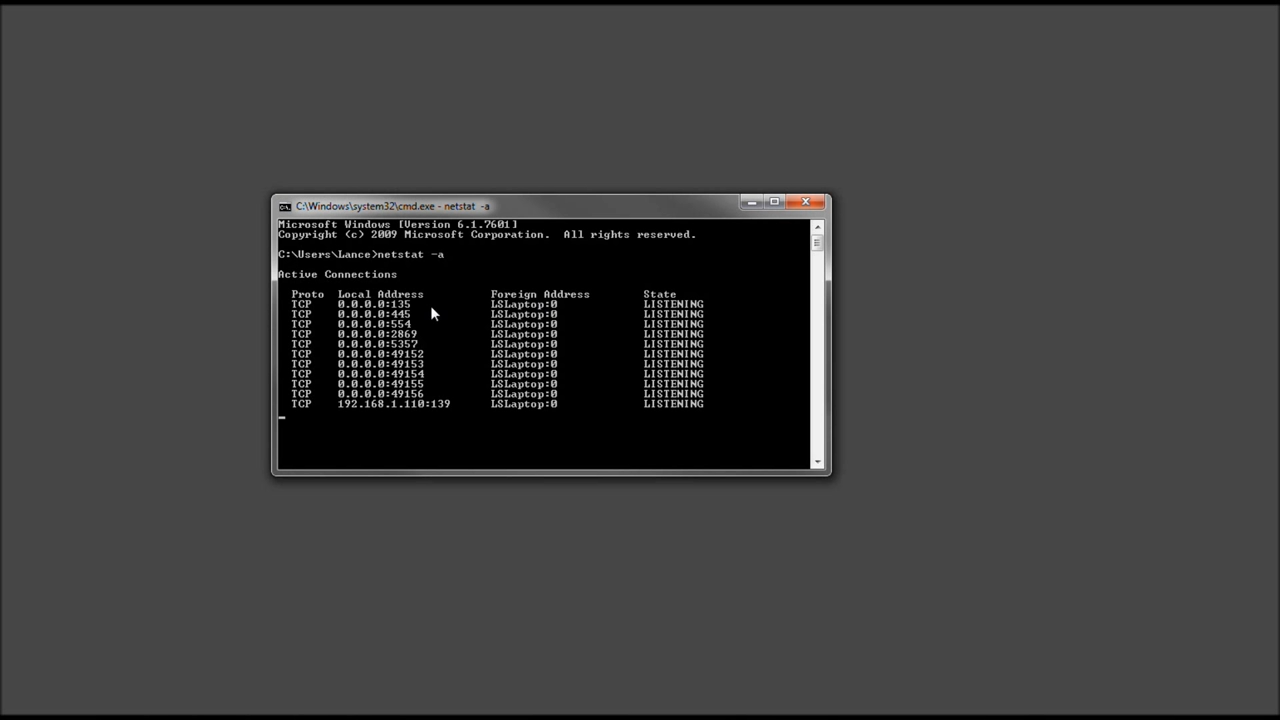 C:\Windows\system32\cmd.exe - netstat -a
Microsoft Windows [Version 6.1.7601]
Copyright (c) 2009 Microsoft Corporation.  All rights reserved.
C:\Users\Lance>netstat -a
Active Connections
Proto  Local Address          Foreign Address        State
TCP    0.0.0.0:135            LSLaptop:0             LISTENING
TCP    0.0.0.0:445            LSLaptop:0             LISTENING
TCP    0.0.0.0:554            LSLaptop:0             LISTENING
TCP    0.0.0.0:2869           LSLaptop:0             LISTENING
TCP    0.0.0.0:5357           LSLaptop:0             LISTENING
TCP    0.0.0.0:49152          LSLaptop:0             LISTENING
TCP    0.0.0.0:49153          LSLaptop:0             LISTENING
TCP    0.0.0.0:49154          LSLaptop:0             LISTENING
TCP    0.0.0.0:49155          LSLaptop:0             LISTENING
TCP    0.0.0.0:49156          LSLaptop:0             LISTENING
TCP    192.168.1.110:139      LSLaptop:0             LISTENING